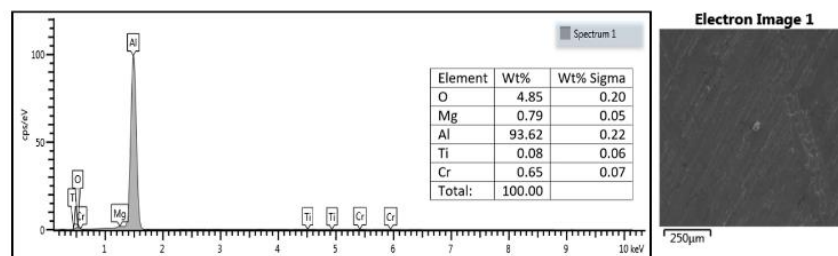 Electron Image 1
Spectrum 1
cps/eV
100
50
0
Al
O
Ti
Cr
Mg
Ti
Ti
Cr
Cr
1 2 3 4 5 6 7 8 9 10 keV
Element Wt% Wt% Sigma
O 4.85 0.20
Mg 0.79 0.05
Al 93.62 0.22
Ti 0.08 0.06
Cr 0.65 0.07
Total: 100.00
250µm